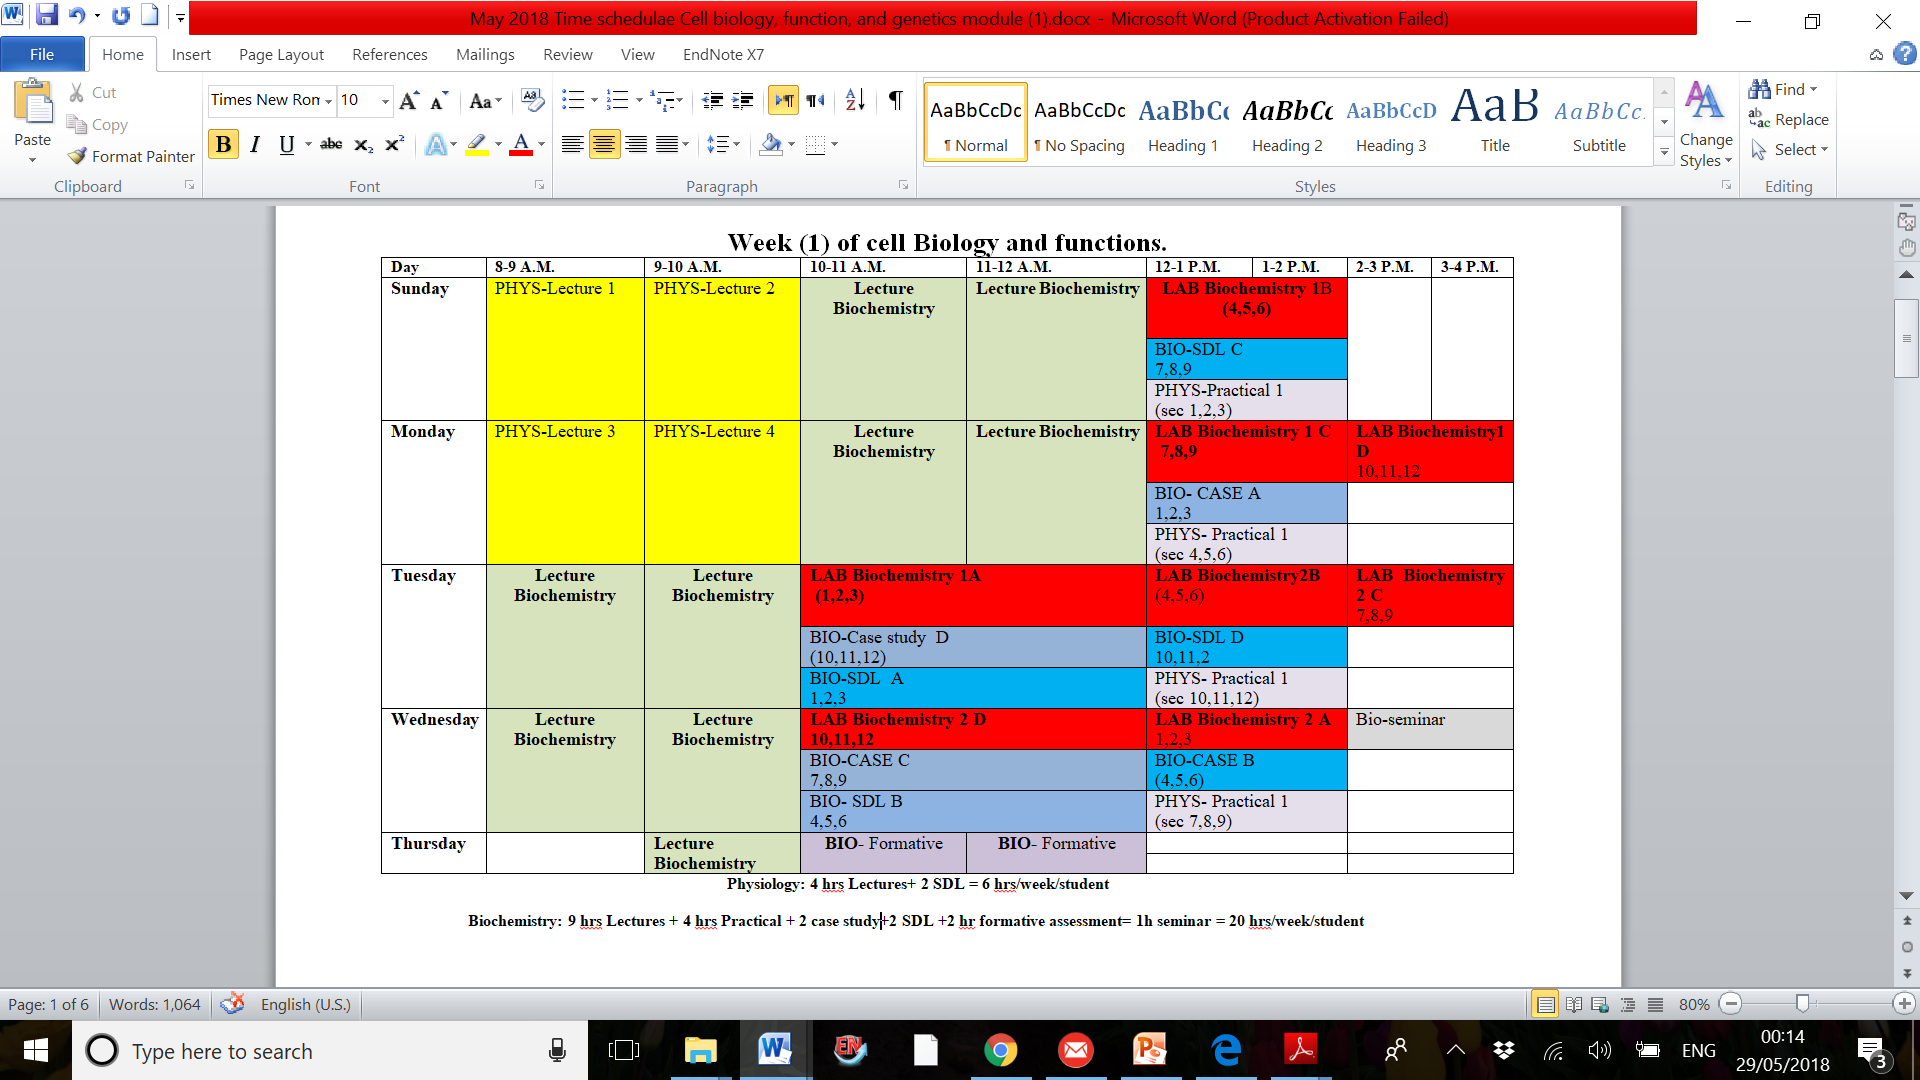 May 2018 Time schedulae Cell biology, function, and genetics module (1).docx - Microsoft Word (Product Activation Failed)
File Home Insert Page Layout References Mailings Review View EndNote X7
Paste
Cut
Copy
Format Painter
Clipboard
Times New Ron 10
Font
Paragraph
AaBbCcDc AaBbCcDc AaBbC AaBbCc AaBbCcD AaB AaBbCc.
¶ Normal ¶ No Spacing Heading 1 Heading 2 Heading 3 Title Subtitle
Styles
Change
Styles
Find
Replace
Select
Editing
Week (1) of cell Biology and functions.
Day 8-9 A.M. 9-10 A.M. 10-11 A.M. 11-12 A.M. 12-1 P.M. 1-2 P.M. 2-3 P.M. 3-4 P.M.
Sunday PHYS-Lecture 1 PHYS-Lecture 2 Lecture Lecture Biochemistry LAB Biochemistry 1B
Biochemistry (4,5,6)
BIO-SDL C
7,8,9
PHYS-Practical 1
(sec 1,2,3)
Monday PHYS-Lecture 3 PHYS-Lecture 4 Lecture Lecture Biochemistry LAB Biochemistry 1 C LAB Biochemistry1
Biochemistry 7,8,9 D
10,11,12
BIO- CASE A
1,2,3
PHYS- Practical 1
(sec 4,5,6)
Tuesday Lecture Lecture LAB Biochemistry 1A LAB Biochemistry2B LAB Biochemistry
Biochemistry Biochemistry (1,2,3) (4,5,6) 2 C
7,8,9
BIO-Case study D BIO-SDL D
(10,11,12) 10,11,2
BIO-SDL A PHYS- Practical 1
1,2,3 (sec 10,11,12)
Wednesday Lecture Lecture LAB Biochemistry 2 D LAB Biochemistry 2 A Bio-seminar
Biochemistry Biochemistry 10,11,12 1,2,3
BIO-CASE C BIO-CASE B
7,8,9 (4,5,6)
BIO- SDL B PHYS- Practical 1
4,5,6 (sec 7,8,9)
Thursday Lecture BIO- Formative BIO- Formative
Biochemistry
Physiology: 4 hrs Lectures+ 2 SDL = 6 hrs/week/student
Biochemistry: 9 hrs Lectures + 4 hrs Practical + 2 case study+2 SDL +2 hr formative assessment= 1h seminar = 20 hrs/week/student
Page: 1 of 6 Words: 1,064 English (U.S.) 80%
Type here to search
ENG
00:14
29/05/2018
3